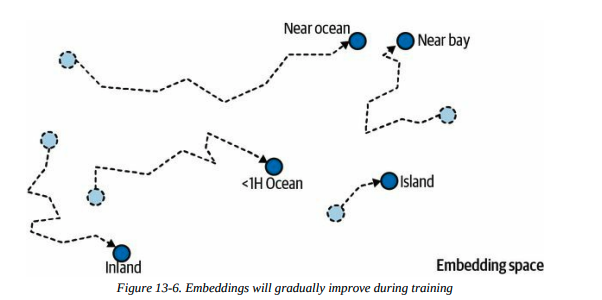 Near ocean
Near bay
<1H Ocean
Island
Inland
Embedding space
Figure 13-6. Embeddings will gradually improve during training